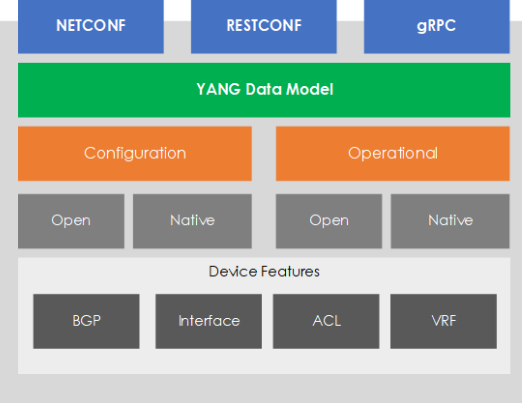 NETCONF RESTCONF gRPC
YANG Data Model
Configuration Operational
Open Native Open Native
Device Features
BGP Interface ACL VRF